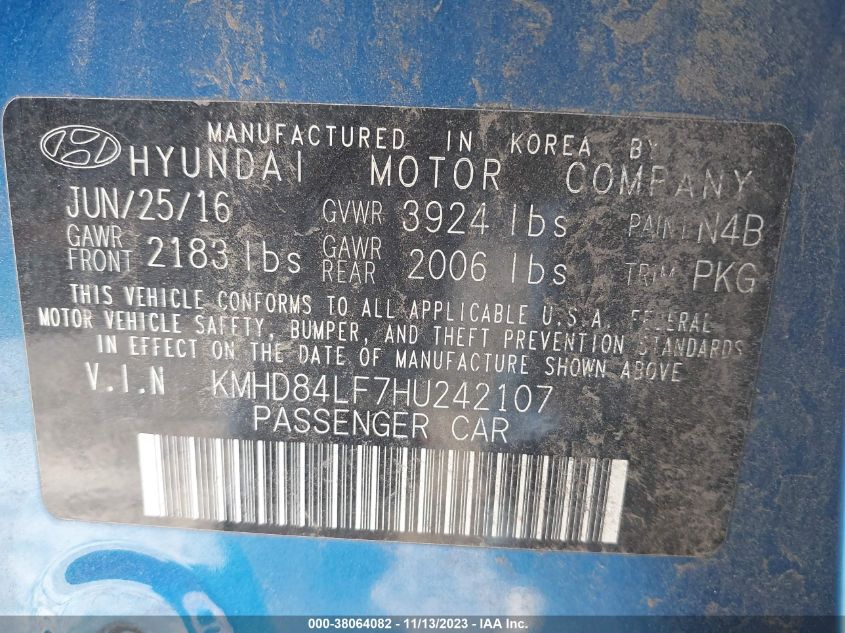 MANUFACTURED IN KOREA BY
HYUNDAI MOTOR COMPANY
JUN/25/16 GVWR 3924 lbs PAINT N4B
GAWR FRONT 2183 lbs GAWR REAR 2006 lbs TRIM PKG
THIS VEHICLE CONFORMS TO ALL APPLICABLE U.S.A. FEDERAL
MOTOR VEHICLE SAFETY, BUMPER, AND THEFT PREVENTION STANDARDS
IN EFFECT ON THE DATE OF MANUFACTURE SHOWN ABOVE
V.I.N KMHD84LF7HU242107
PASSENGER CAR
000-38064082 - 11/13/2023 - IAA Inc.